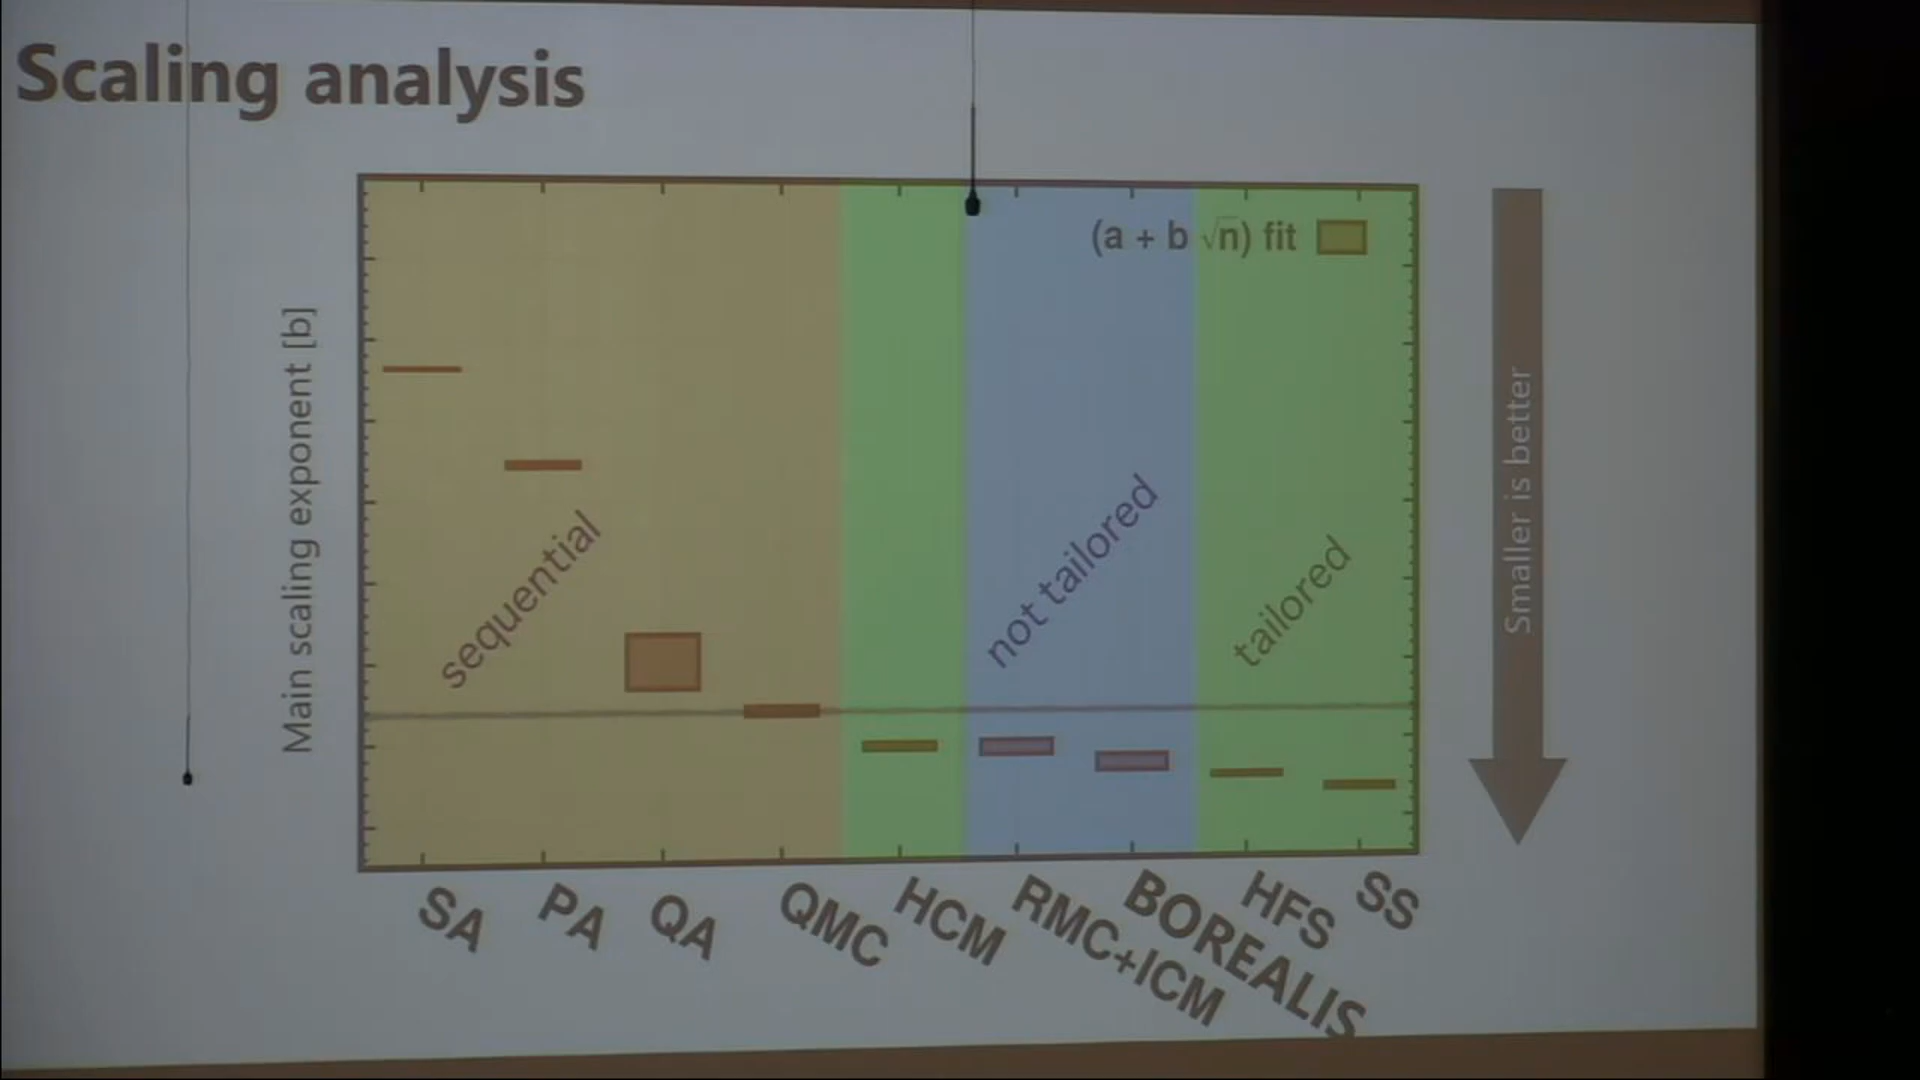 Scaling analysis
(a + b √n) fit
Main scaling exponent [b]
sequential
not tailored
tailored
Smaller is better
SA
PA
QA
QMC
HCM
RMC+ICM
BOREALIS
HFS
SS